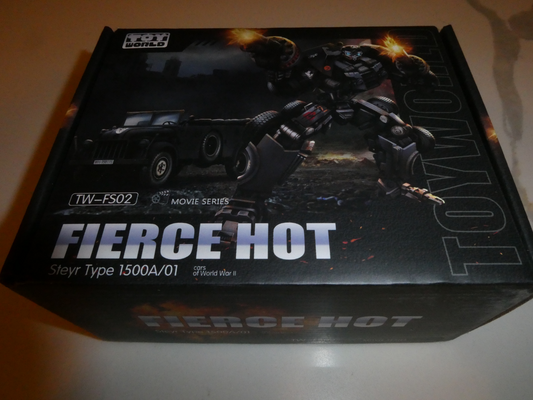 TOY
WORLD
TOYWORLD
TW-FS02
MOVIE SERIES
FIERCE HOT
Steyr Type 1500A/01
cars
of World War II
FIERCE HOT